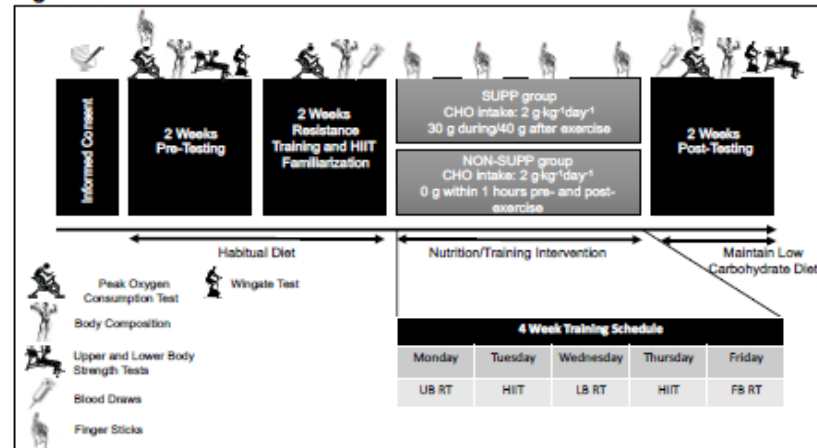 Informed Consent
2 Weeks
Pre-Testing
2 Weeks
Resistance
Training and HIIT
Familiarization
SUPP group
CHO intake: 2 g·kg⁻¹day⁻¹
30 g during/40 g after exercise
NON-SUPP group
CHO intake: 2 g·kg⁻¹day⁻¹
0 g within 1 hours pre- and post-
exercise
2 Weeks
Post-Testing
Habitual Diet
Nutrition/Training Intervention
Maintain Low
Carbohydrate Diet
Peak Oxygen
Consumption Test
Wingate Test
Body Composition
Upper and Lower Body
Strength Tests
Blood Draws
Finger Sticks
4 Week Training Schedule
Monday Tuesday Wednesday Thursday Friday
UB RT HIIT LB RT HIIT FB RT